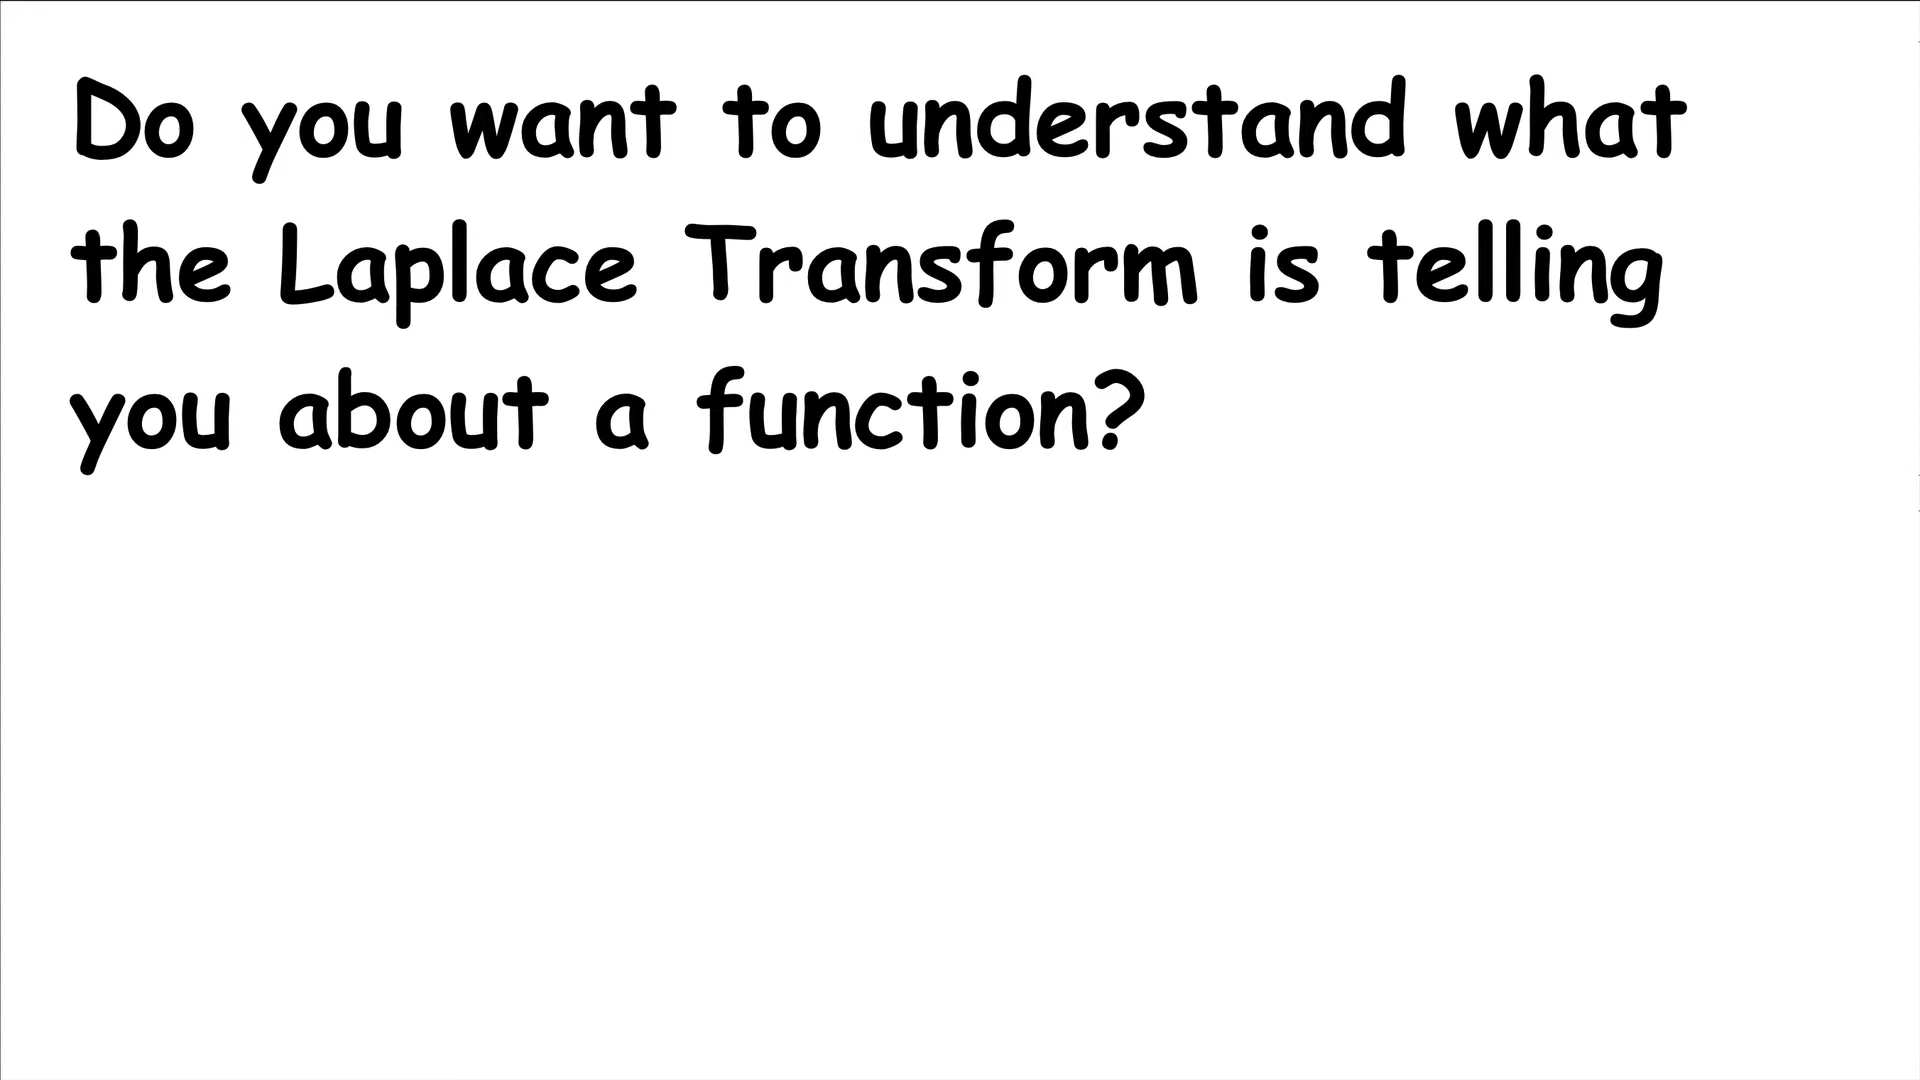 Do you want to understand what
the Laplace Transform is telling
you about a function?